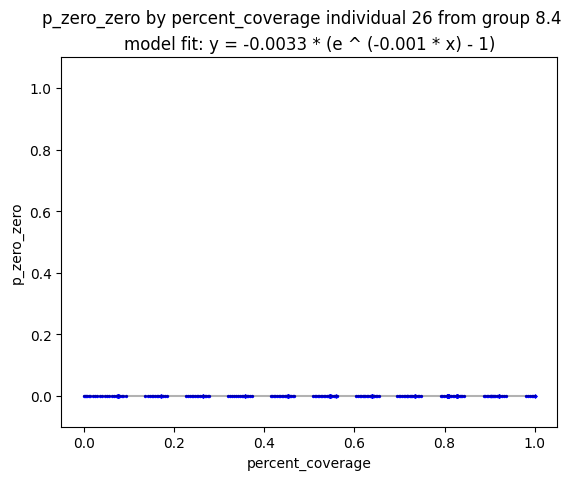 p_zero_zero by percent_coverage individual 26 from group 8.4
model fit: y = -0.0033 * (e ^ (-0.001 * x) - 1)
1.0
0.8
0.6
0.4
0.2
0.0
p_zero_zero
0.0 0.2 0.4 0.6 0.8 1.0
percent_coverage